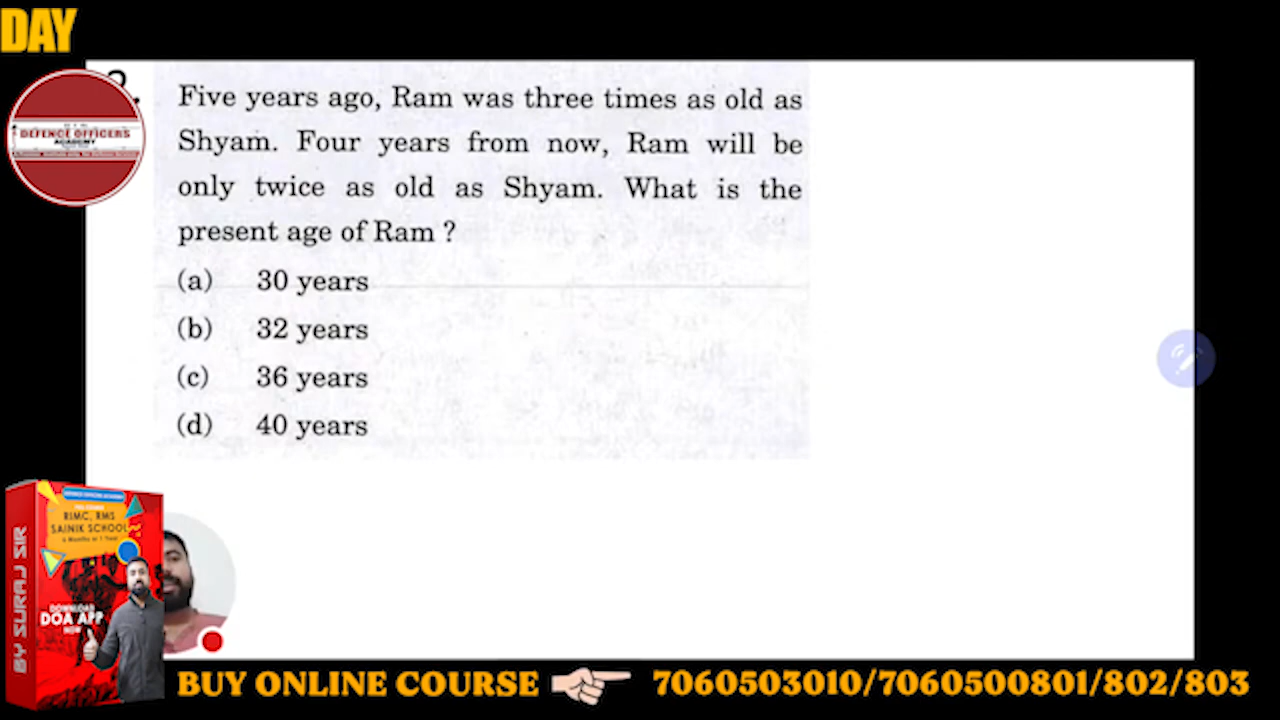 DAY
2.
Five years ago, Ram was three times as old as
Shyam. Four years from now, Ram will be
only twice as old as Shyam. What is the
present age of Ram ?
(a) 30 years
(b) 32 years
(c) 36 years
(d) 40 years
DEFENCE OFFICERS
ACADEMY
RIMC, RMS
SAINIK SCHOOL
DOWNLOAD
DOA APP
NOW
BY SURAJ SIR
BUY ONLINE COURSE 7060503010/7060500801/802/803